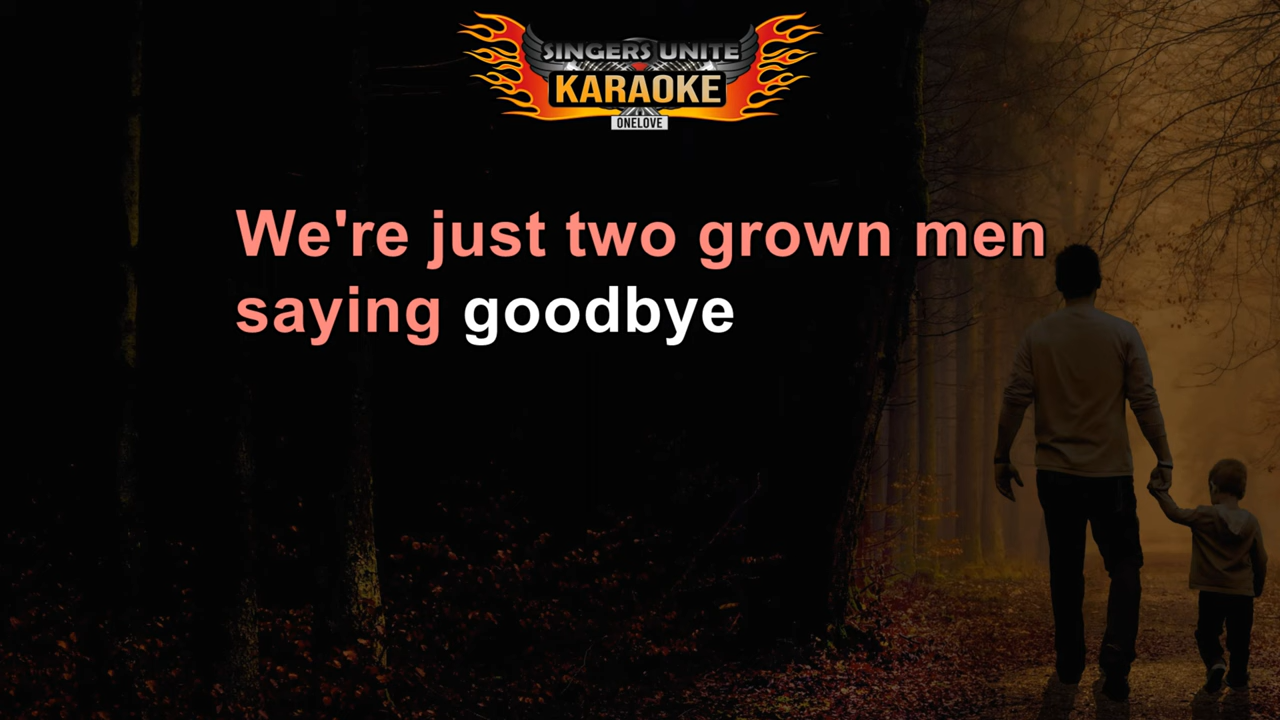 SINGERS UNITE
KARAOKE
ONELOVE
We're just two grown men
saying goodbye